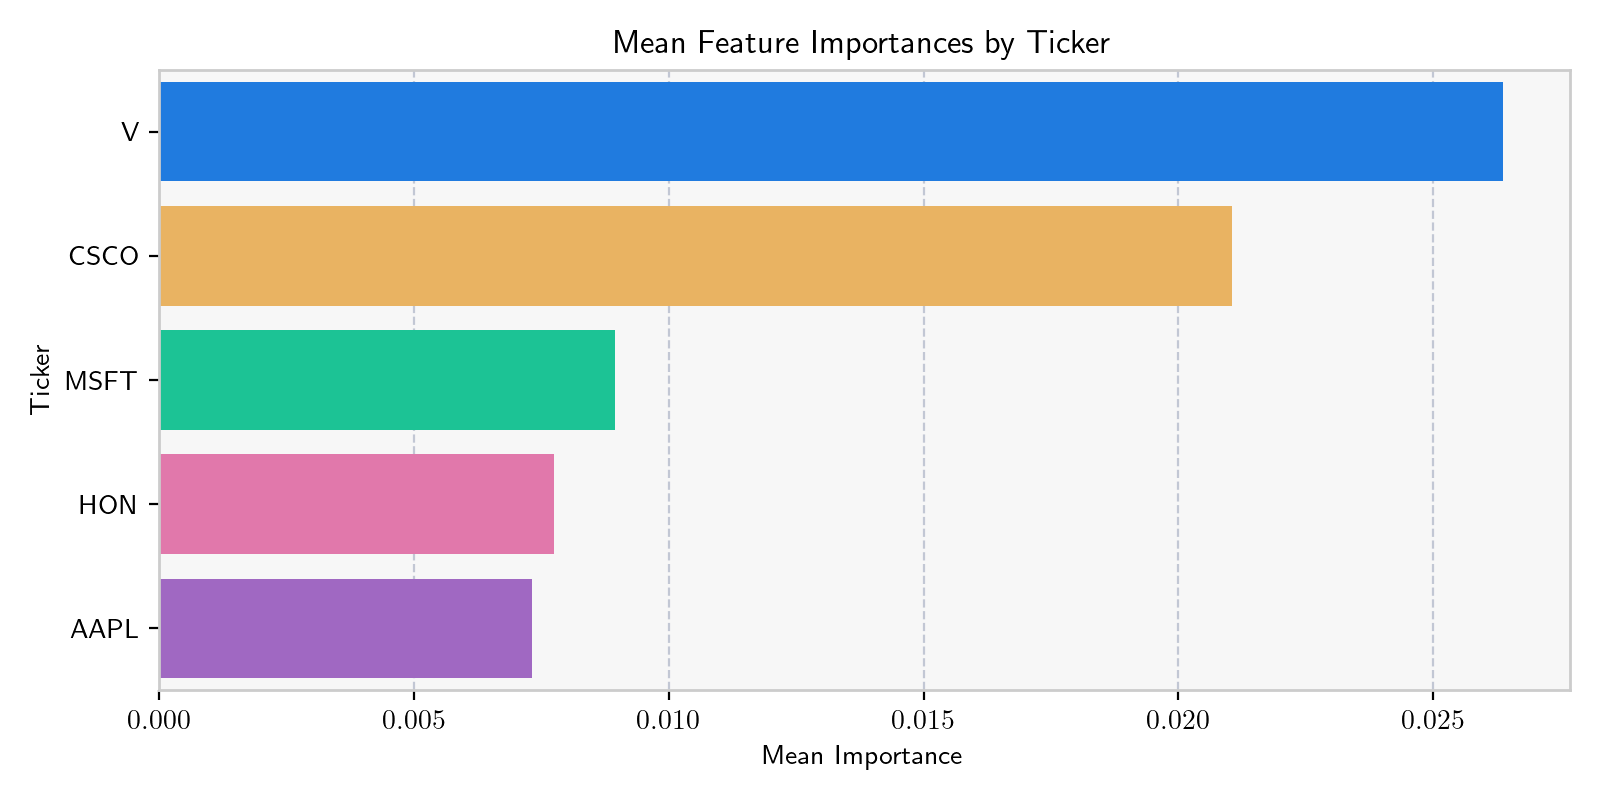 Mean Feature Importances by Ticker
Ticker
V
CSCO
MSFT
HON
AAPL
0.000 0.005 0.010 0.015 0.020 0.025
Mean Importance